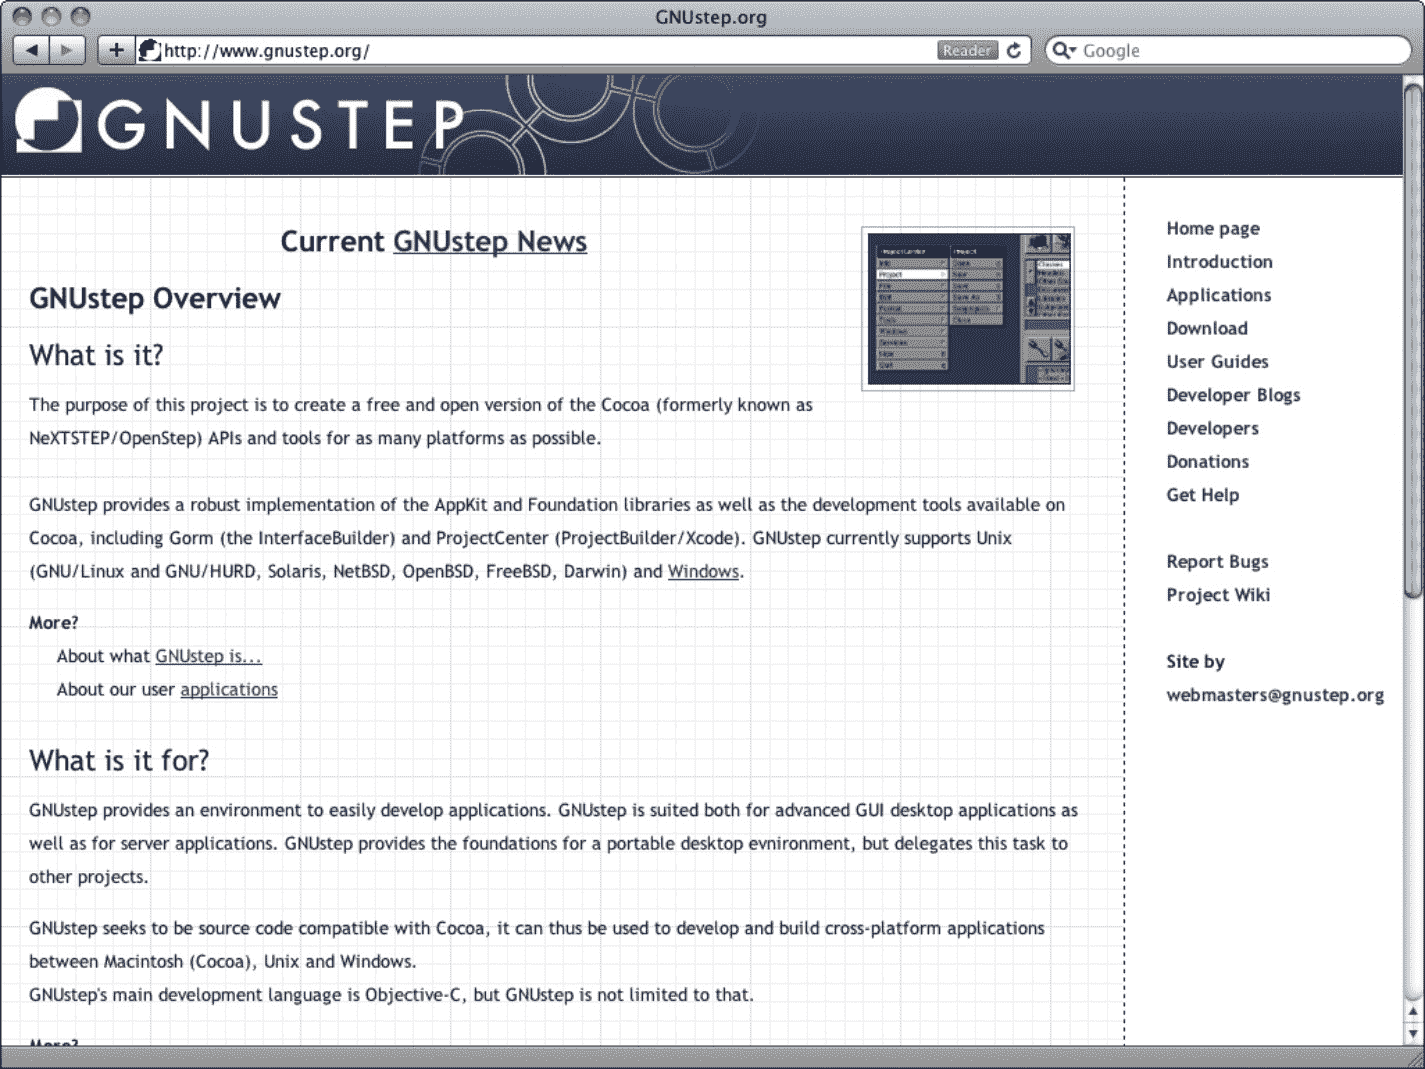 GNUstep.org
http://www.gnustep.org/
Reader
Google
GNUSTEP
Current GNUstep News
GNUstep Overview
What is it?
The purpose of this project is to create a free and open version of the Cocoa (formerly known as
NeXTSTEP/OpenStep) APIs and tools for as many platforms as possible.
GNUstep provides a robust implementation of the AppKit and Foundation libraries as well as the development tools available on
Cocoa, including Gorm (the InterfaceBuilder) and ProjectCenter (ProjectBuilder/Xcode). GNUstep currently supports Unix
(GNU/Linux and GNU/HURD, Solaris, NetBSD, OpenBSD, FreeBSD, Darwin) and Windows.
More?
About what GNUstep is...
About our user applications
What is it for?
GNUstep provides an environment to easily develop applications. GNUstep is suited both for advanced GUI desktop applications as
well as for server applications. GNUstep provides the foundations for a portable desktop evnironment, but delegates this task to
other projects.
GNUstep seeks to be source code compatible with Cocoa, it can thus be used to develop and build cross-platform applications
between Macintosh (Cocoa), Unix and Windows.
GNUstep's main development language is Objective-C, but GNUstep is not limited to that.
More?
Home page
Introduction
Applications
Download
User Guides
Developer Blogs
Developers
Donations
Get Help
Report Bugs
Project Wiki
Site by
webmasters@gnustep.org